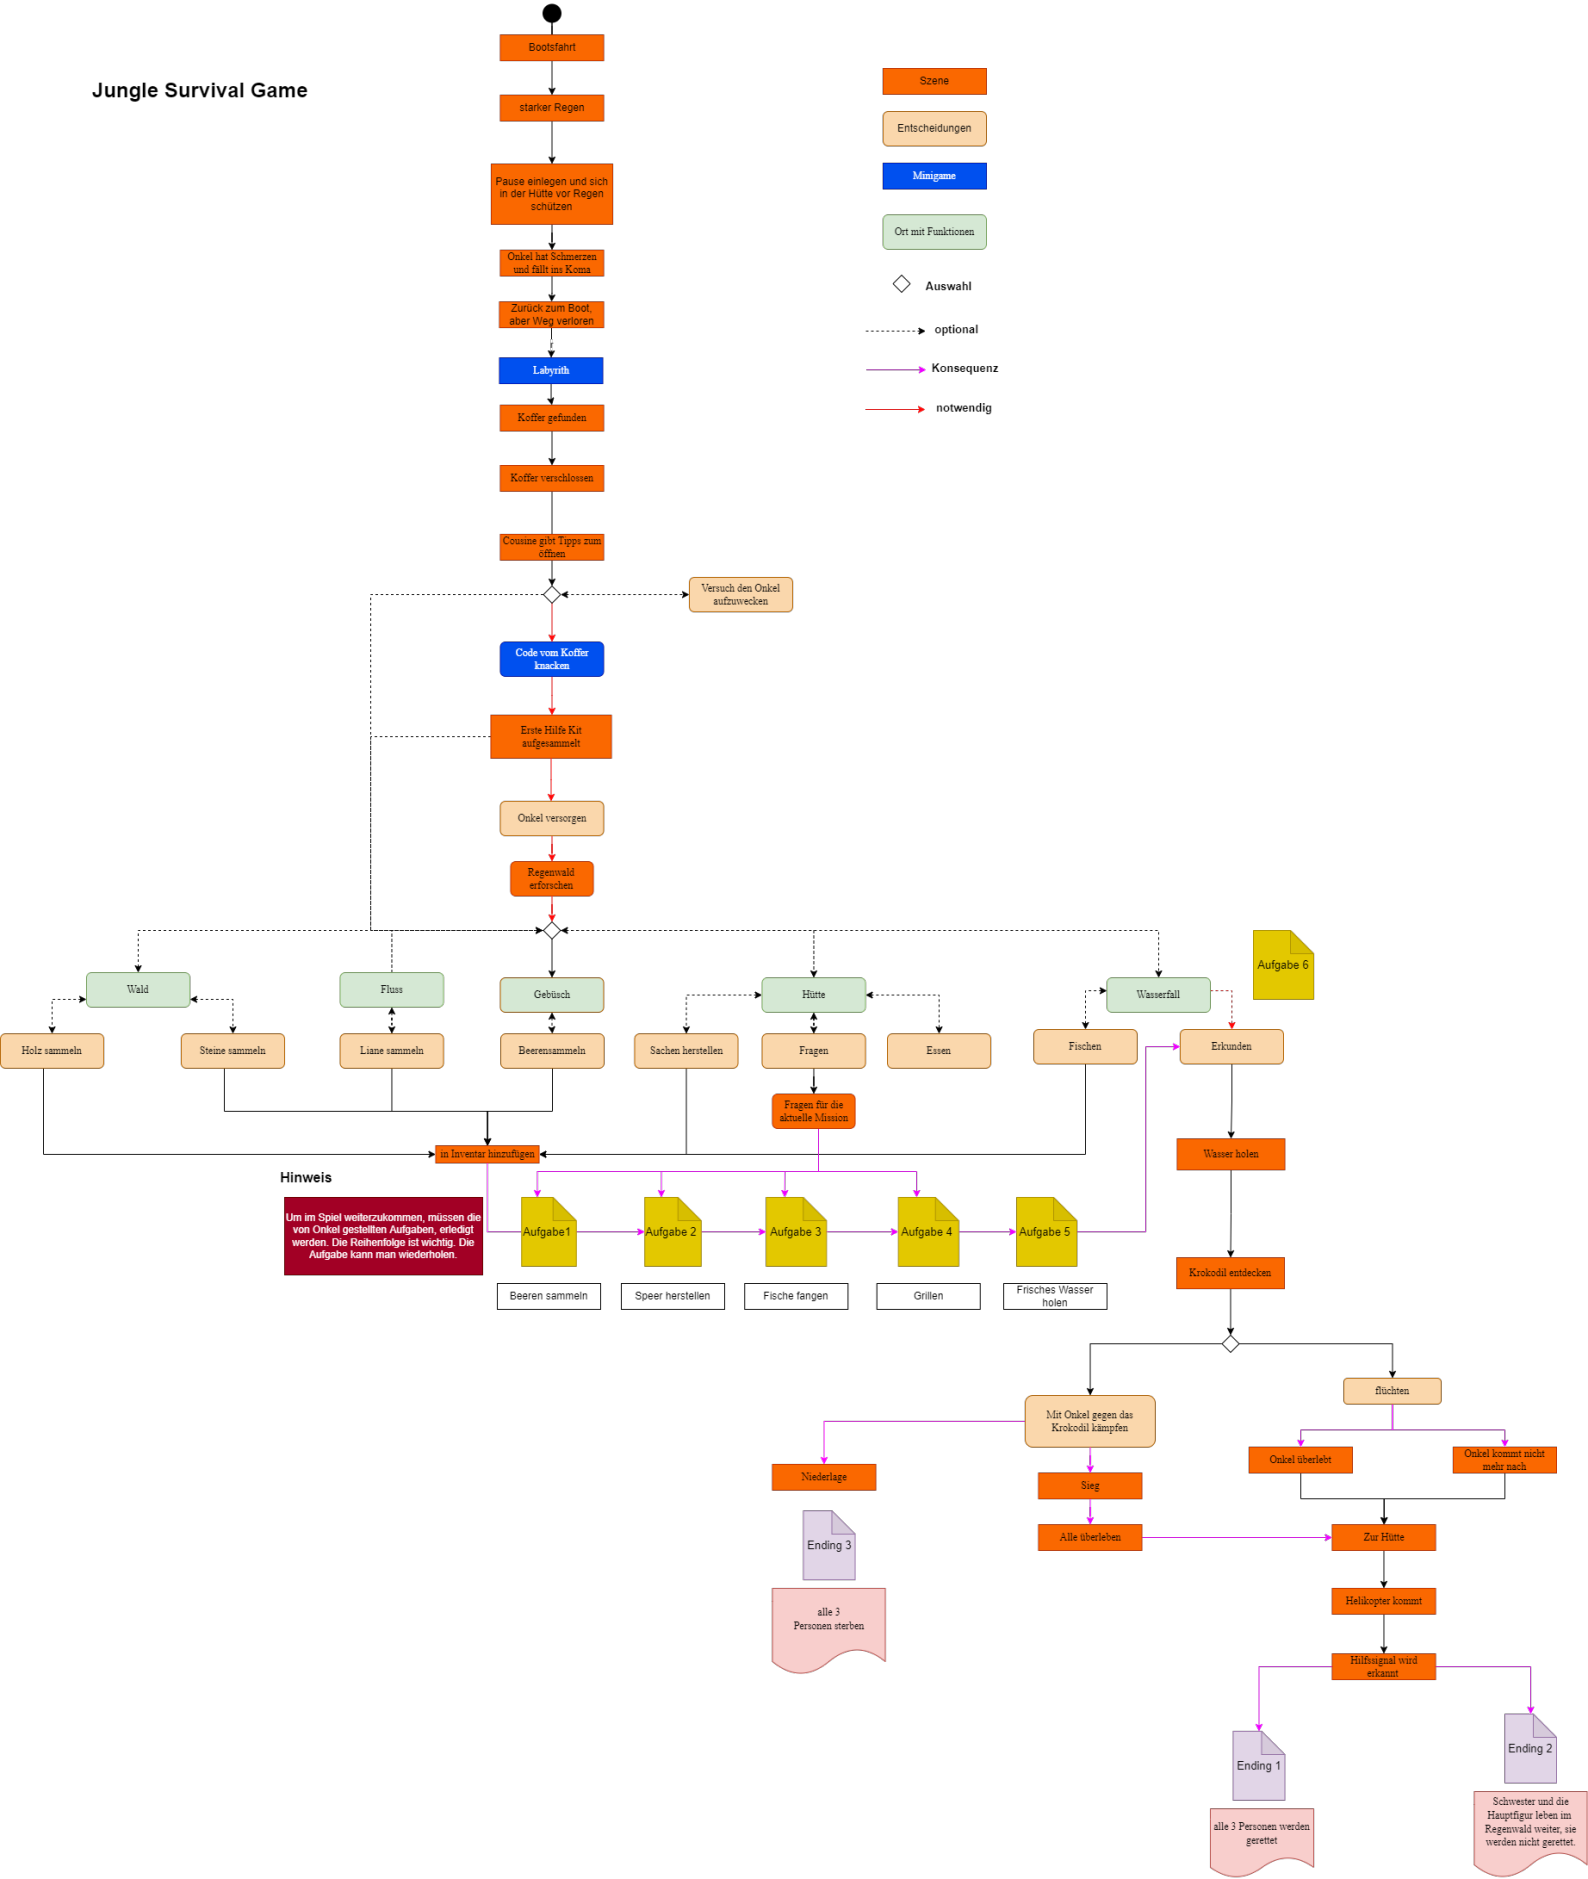 Bootsfahrt
Jungle Survival Game
starker Regen
Pause einlegen und sich
in der Hütte vor Regen
schützen
Onkel hat Schmerzen
und fällt ins Koma
Zurück zum Boot,
aber Weg verloren
r
Labyrith
Koffer gefunden
Koffer verschlossen
Cousine gibt Tipps zum
öffnen
Szene
Entscheidungen
Minigame
Ort mit Funktionen
Auswahl
optional
Konsequenz
notwendig
Versuch den Onkel
aufzuwecken
Code vom Koffer
knacken
Erste Hilfe Kit
aufgesammelt
Onkel versorgen
Regenwald
erforschen
Wald
Fluss
Gebüsch
Hütte
Wasserfall
Aufgabe 6
Holz sammeln
Steine sammeln
Liane sammeln
Beerensammeln
Sachen herstellen
Fragen
Essen
Fischen
Erkunden
Fragen für die
aktuelle Mission
in Inventar hinzufügen
Wasser holen
Hinweis
Um im Spiel weiterzukommen, müssen die
von Onkel gestellten Aufgaben, erledigt
werden. Die Reihenfolge ist wichtig. Die
Aufgabe kann man wiederholen.
Aufgabe1
Aufgabe 2
Aufgabe 3
Aufgabe 4
Aufgabe 5
Beeren sammeln
Speer herstellen
Fische fangen
Grillen
Frisches Wasser
holen
Krokodil entdecken
Mit Onkel gegen das
Krokodil kämpfen
flüchten
Niederlage
Sieg
Onkel überlebt
Onkel kommt nicht
mehr nach
Alle überleben
Zur Hütte
Ending 3
alle 3
Personen sterben
Helikopter kommt
Hilfssignal wird
erkannt
Ending 1
alle 3 Personen werden
gerettet
Ending 2
Schwester und die
Hauptfigur leben im
Regenwald weiter, sie
werden nicht gerettet.